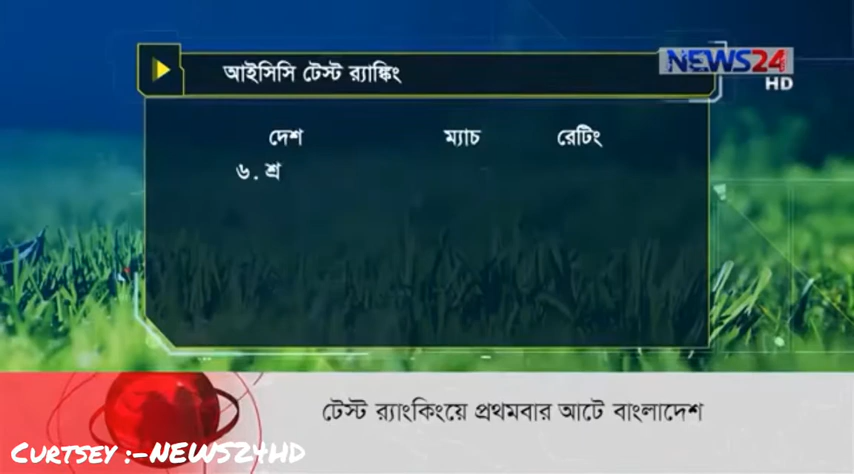 আইসিসি টেস্ট র‍্যাঙ্কিং
NEWS24
HD
দেশ ম্যাচ রেটিং
৬. শ্র
টেস্ট র‍্যাংকিংয়ে প্রথমবার আটে বাংলাদেশ
CURTSEY :-NEWS24HD